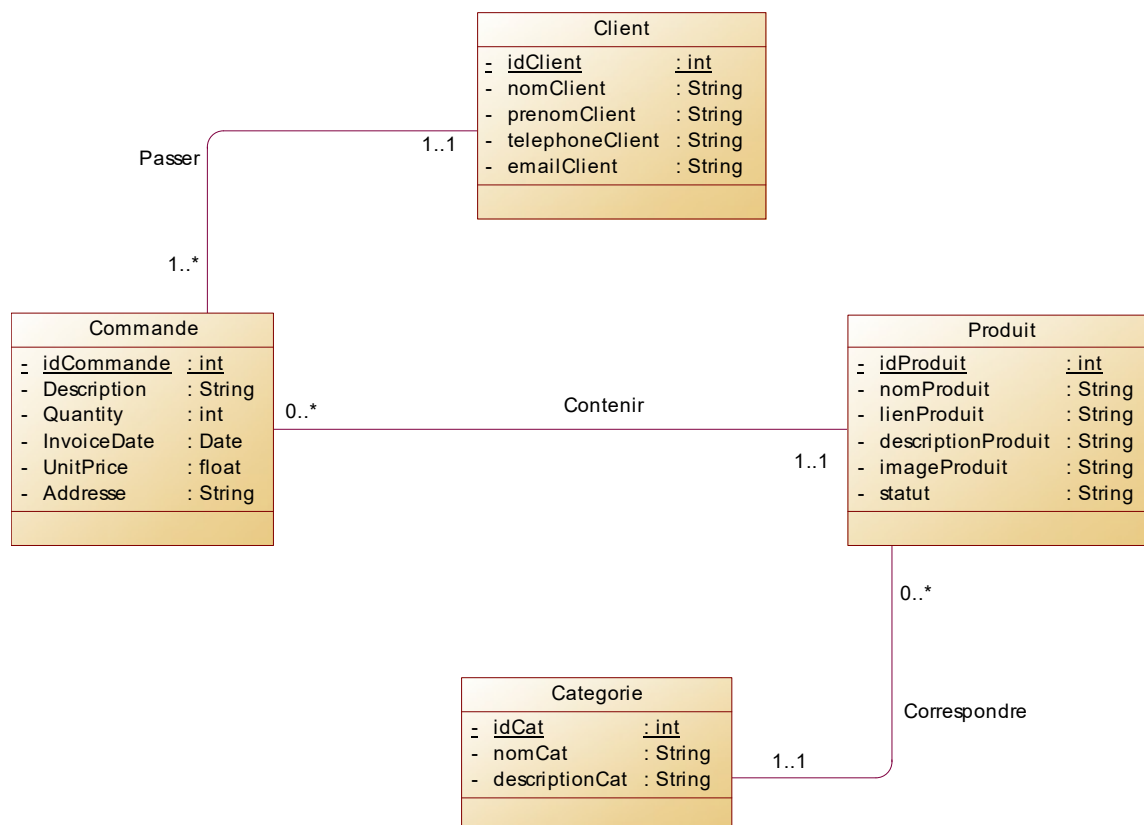 Client
- idClient : int
- nomClient : String
- prenomClient : String
- telephoneClient : String
- emailClient : String
1..1
Passer
1..*
Commande
- idCommande : int
- Description : String
- Quantity : int
- InvoiceDate : Date
- UnitPrice : float
- Addresse : String
0..*
Contenir
1..1
Produit
- idProduit : int
- nomProduit : String
- lienProduit : String
- descriptionProduit : String
- imageProduit : String
- statut : String
0..*
Correspondre
1..1
Categorie
- idCat : int
- nomCat : String
- descriptionCat : String